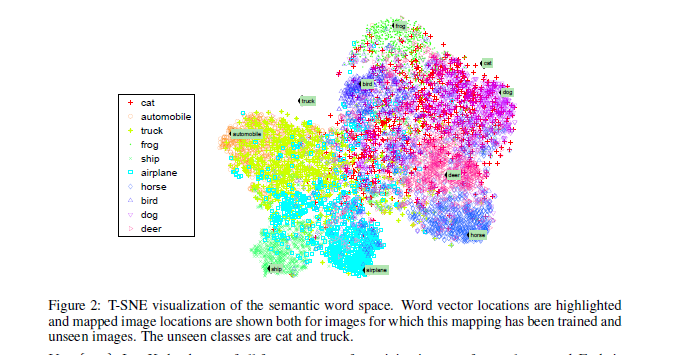 frog
cat
bird
dog
truck
automobile
deer
horse
ship
airplane
cat
automobile
truck
frog
ship
airplane
horse
bird
dog
deer
Figure 2: T-SNE visualization of the semantic word space. Word vector locations are highlighted
and mapped image locations are shown both for images for which this mapping has been trained and
unseen images. The unseen classes are cat and truck.